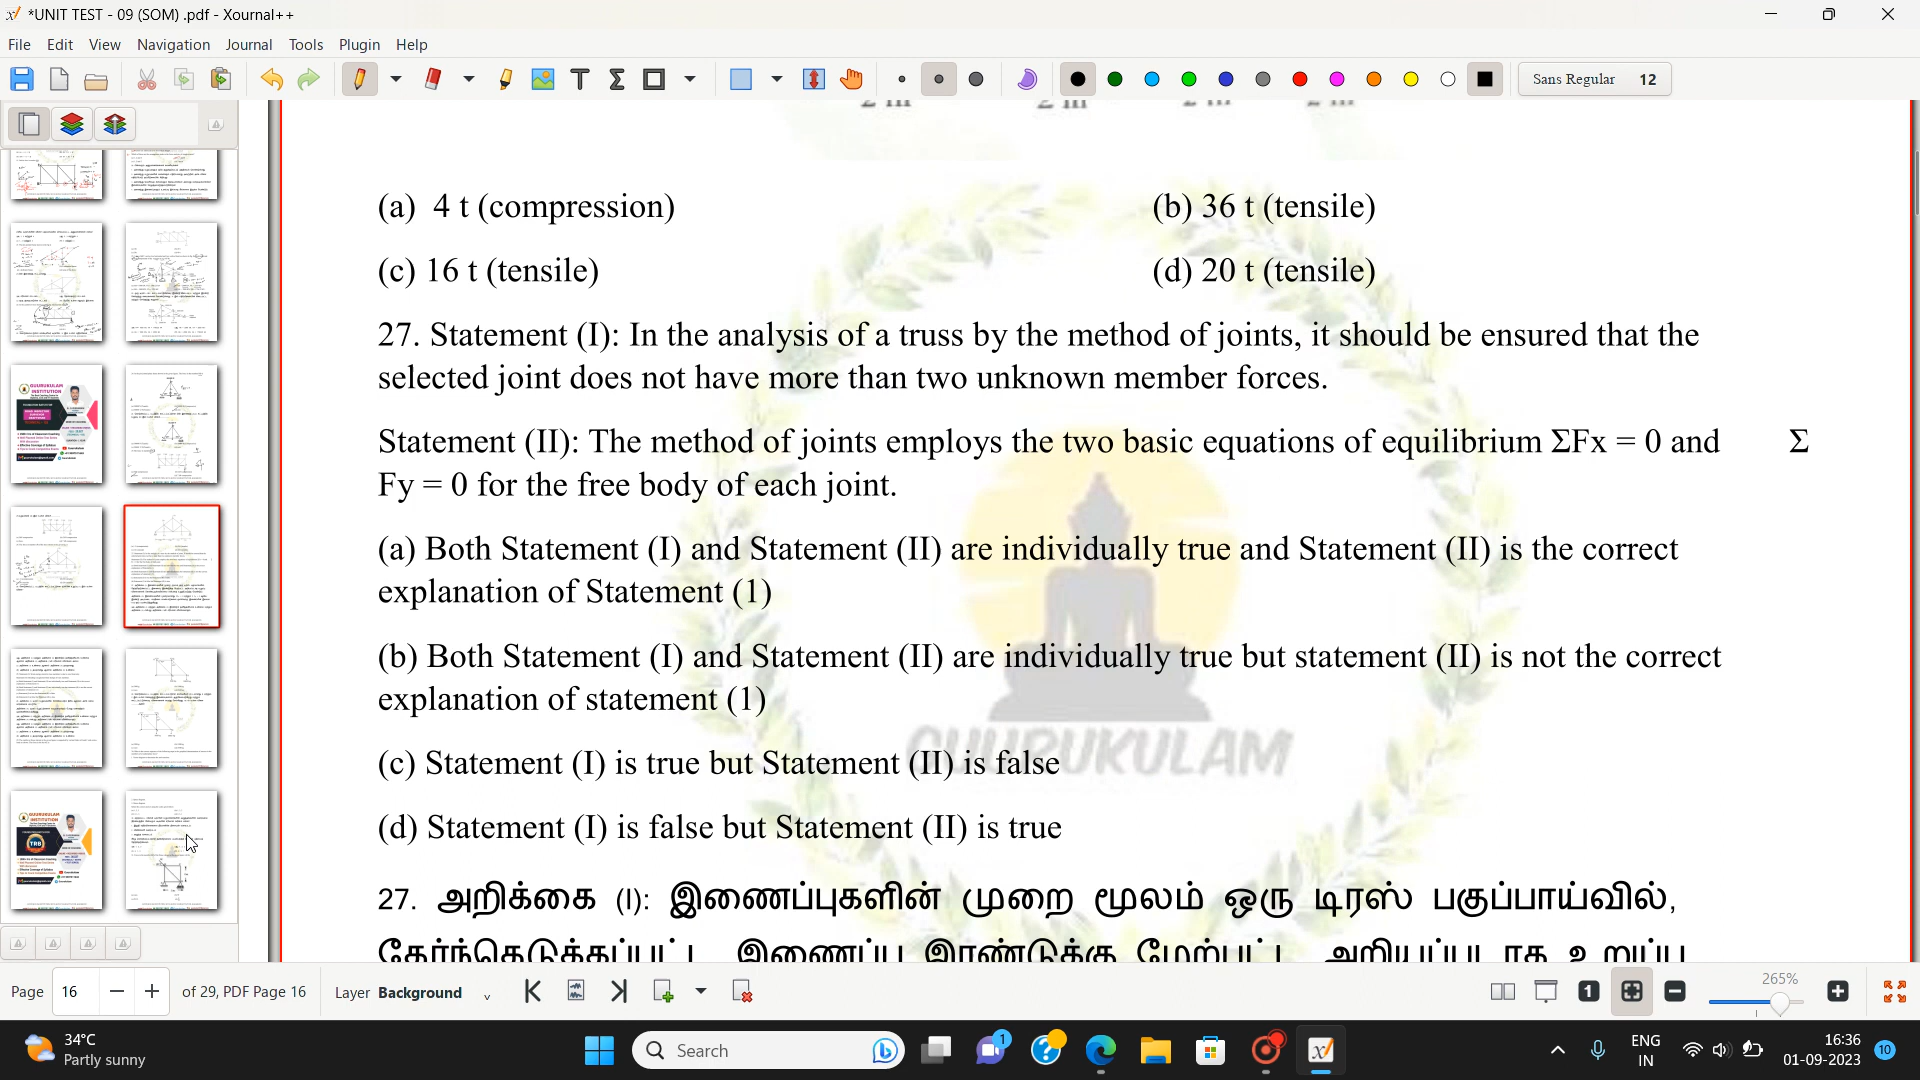 *UNIT TEST - 09 (SOM) .pdf - Xournal++
File Edit View Navigation Journal Tools Plugin Help
Sans Regular 12
(a) 4 t (compression) (b) 36 t (tensile)
(c) 16 t (tensile) (d) 20 t (tensile)
27. Statement (I): In the analysis of a truss by the method of joints, it should be ensured that the
selected joint does not have more than two unknown member forces.
Statement (II): The method of joints employs the two basic equations of equilibrium ΣFx = 0 and Σ
Fy = 0 for the free body of each joint.
(a) Both Statement (I) and Statement (II) are individually true and Statement (II) is the correct
explanation of Statement (1)
(b) Both Statement (I) and Statement (II) are individually true but statement (II) is not the correct
explanation of statement (1)
GUURUKULAM
(c) Statement (I) is true but Statement (II) is false
(d) Statement (I) is false but Statement (II) is true
27. அறிக்கை (I): இணைப்புகளின் முறை மூலம் ஒரு டிரஸ் பகுப்பாய்வில்,
Page 16 of 29, PDF Page 16 Layer Background 1 265%
34°C
Partly sunny
Search
1
ENG
IN
16:36
01-09-2023
10